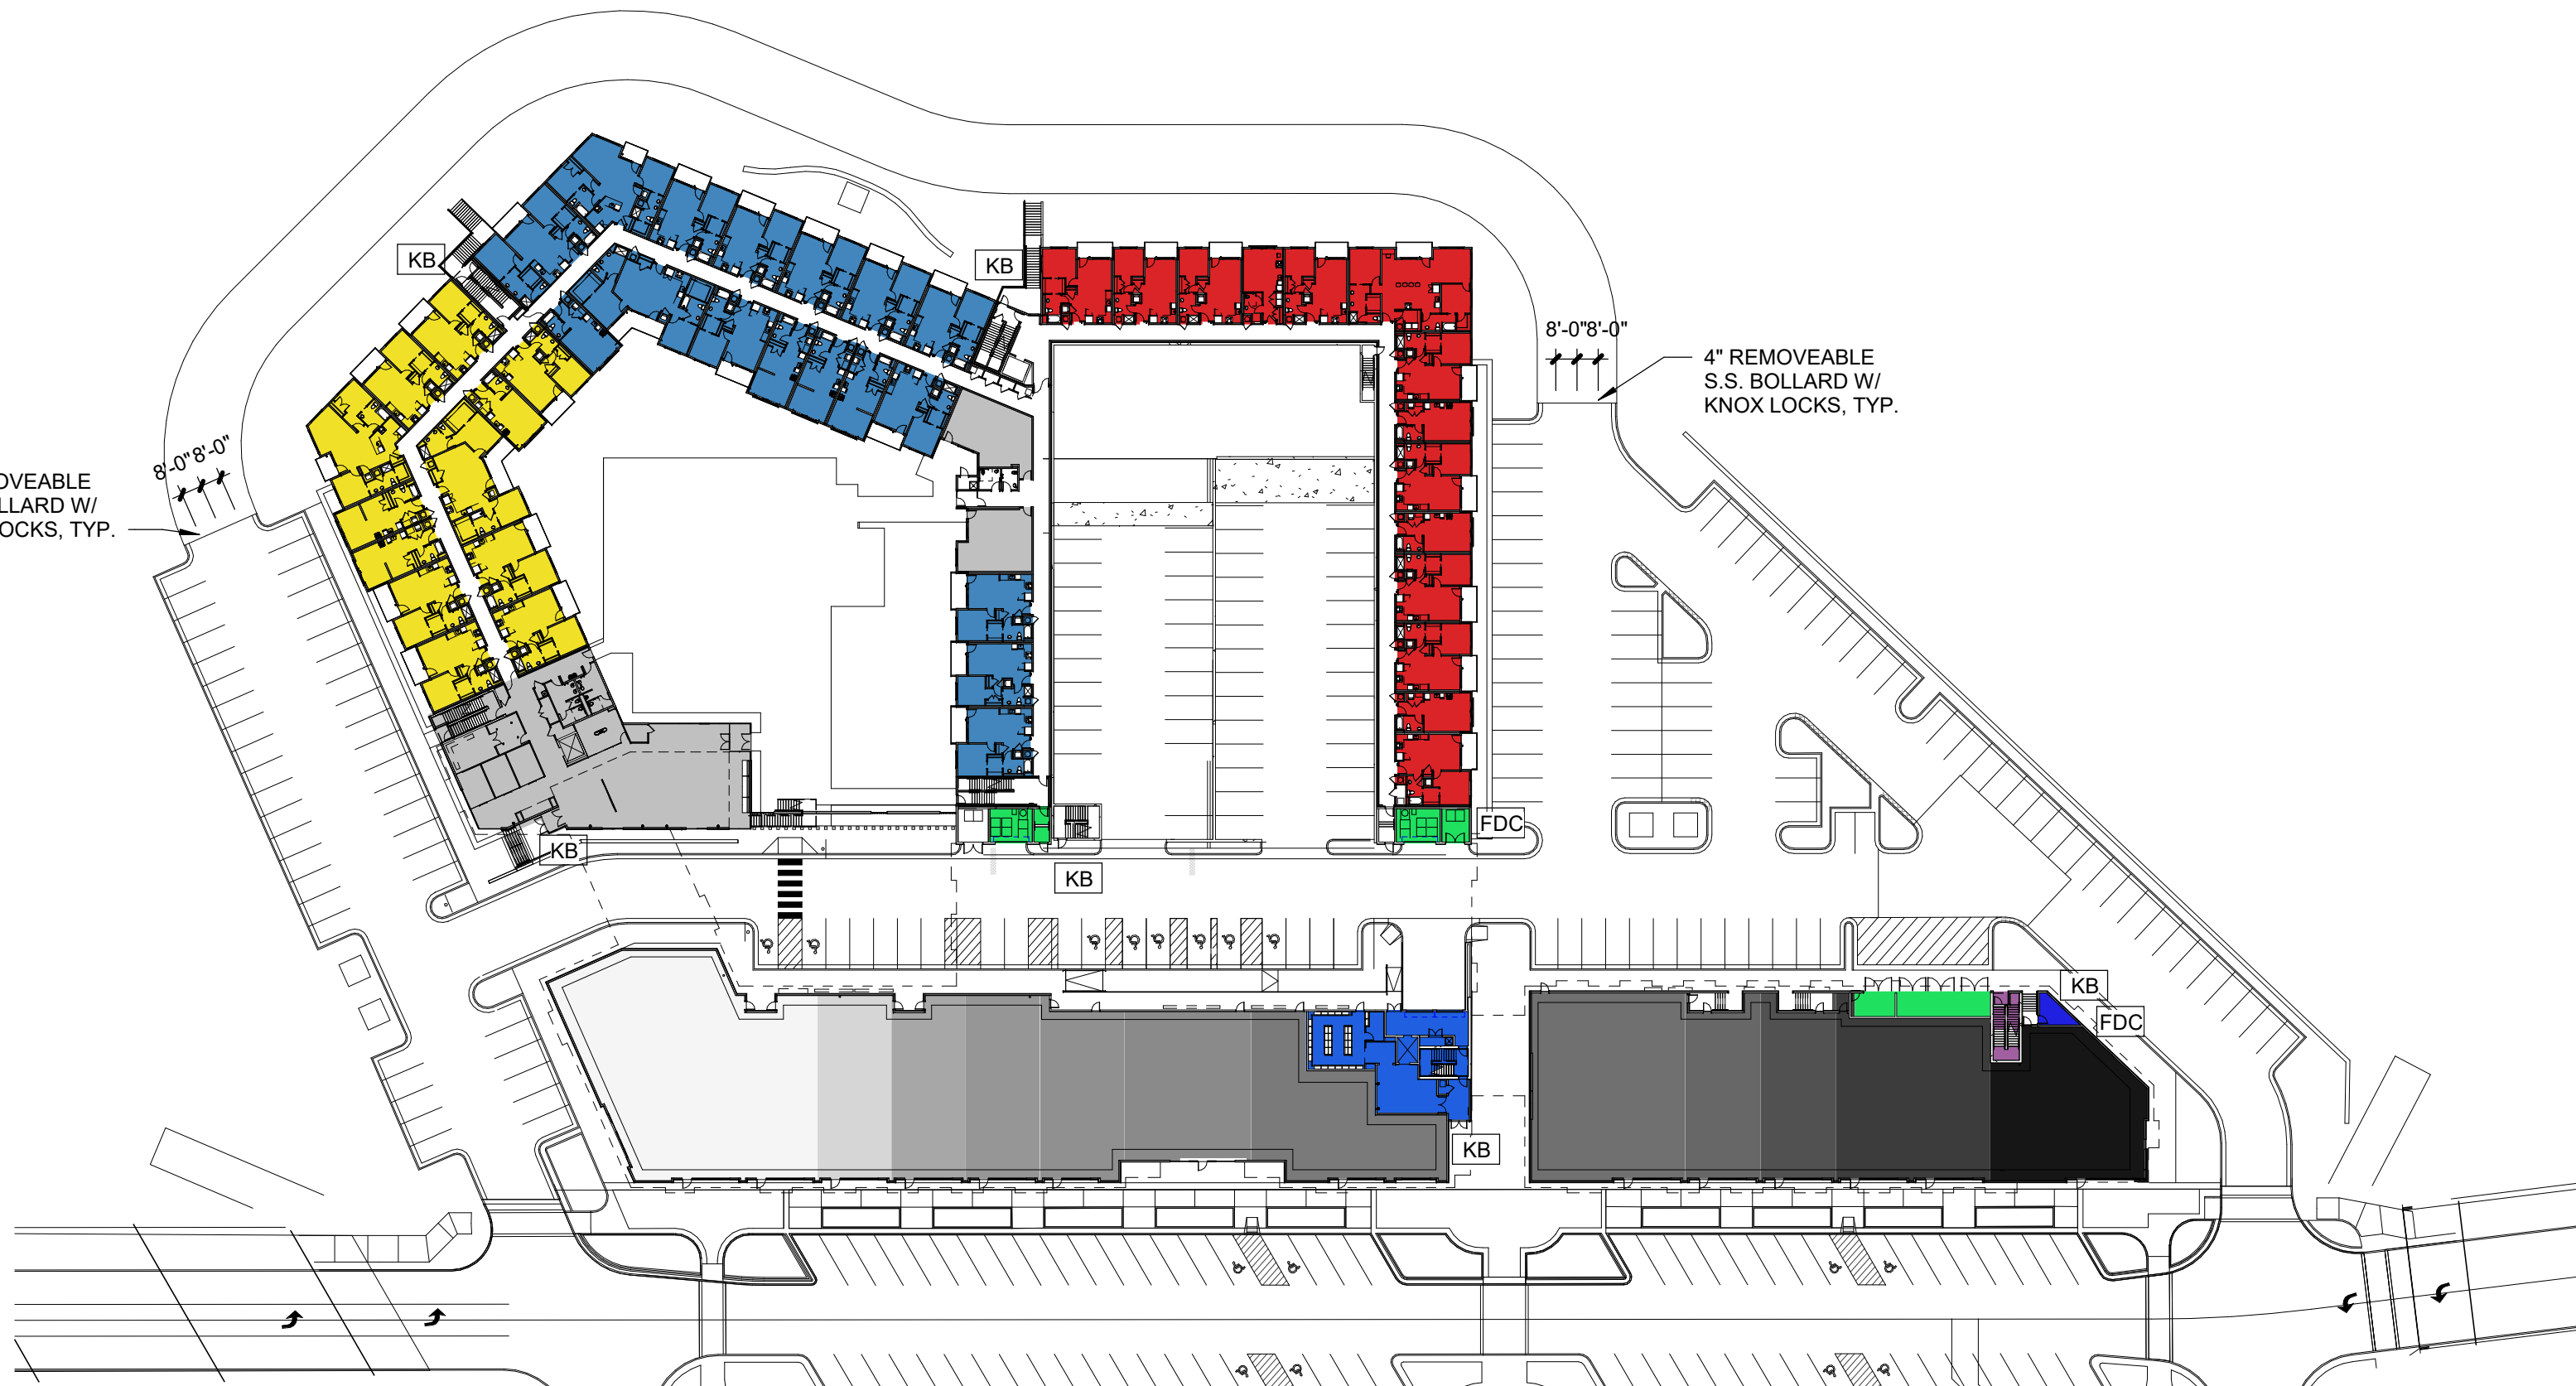 KB
KB
8'-0"8'-0"
4" REMOVEABLE
S.S. BOLLARD W/
KNOX LOCKS, TYP.
8'-0"8'-0"
OVEABLE
LLARD W/
OCKS, TYP.
FDC
KB
KB
KB
FDC
KB